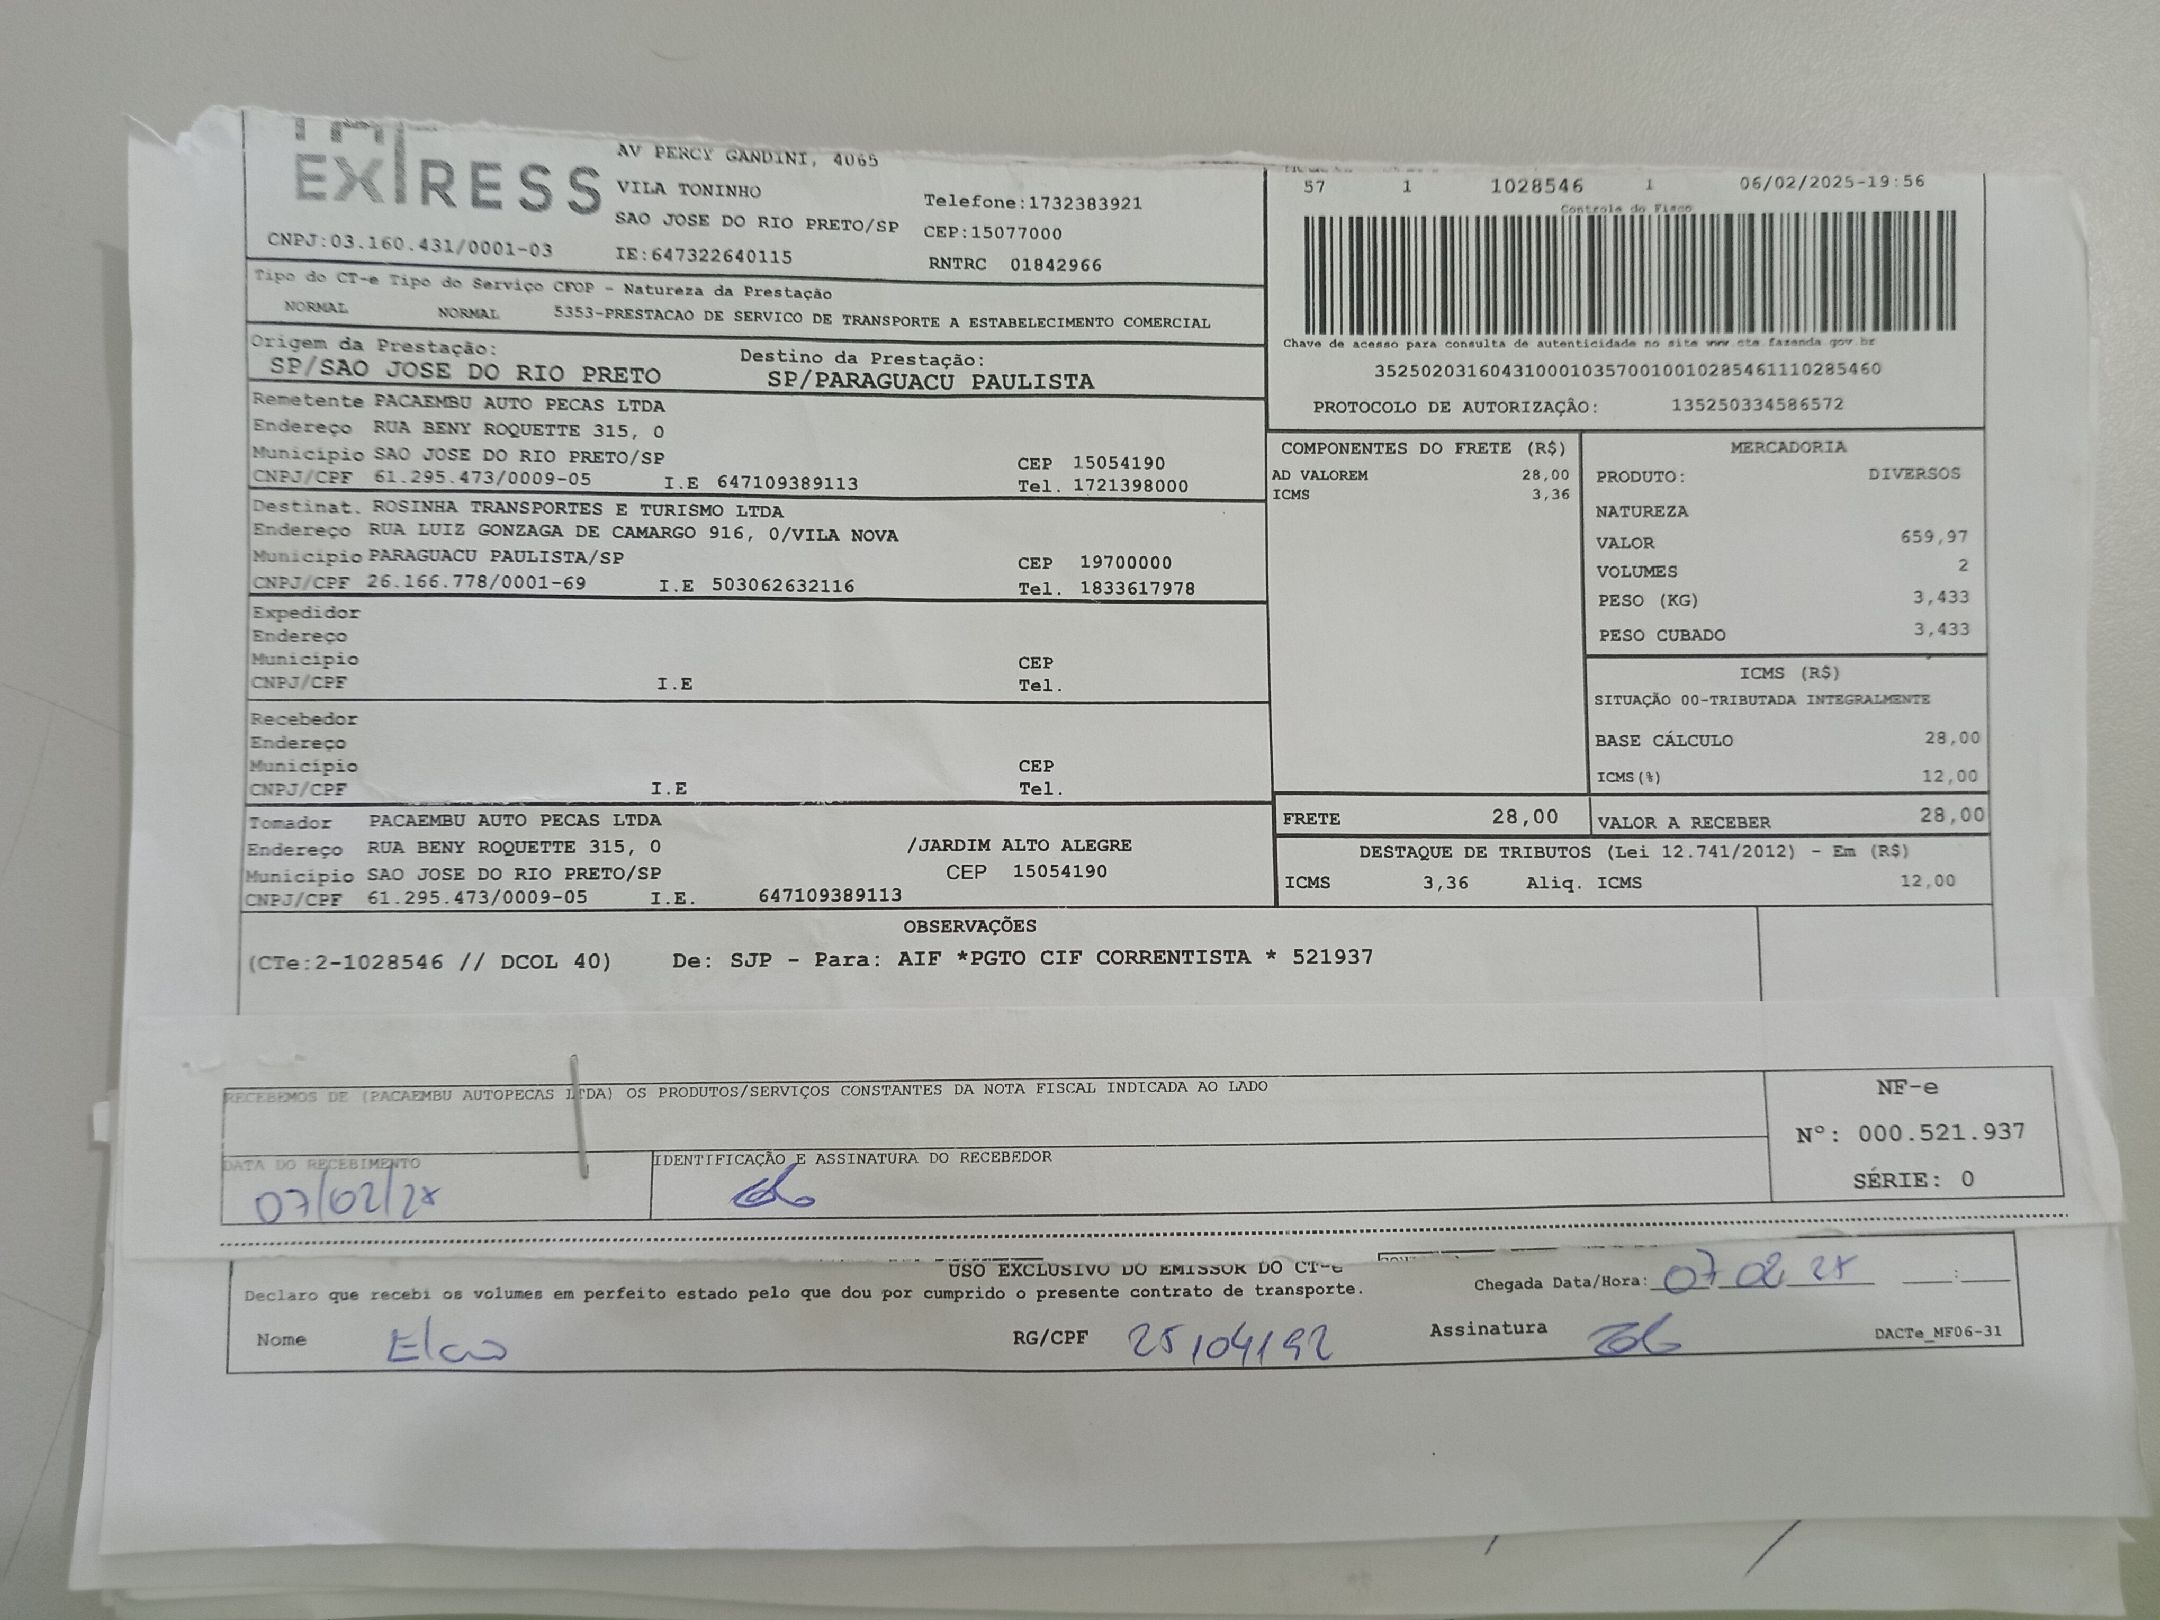 EXPRESS
AV PERCY GANDINI, 4065
VILA TONINHO
SAO JOSE DO RIO PRETO/SP
Telefone:1732383921
CEP:15077000
CNPJ:03.160.431/0001-03
IE:647322640115
RNTRC 01842966
57 1 1028546 1 06/02/2025-19:56
Controle do Fisco
Tipo do CT-e Tipo do Serviço CFOP - Natureza da Prestação
NORMAL NORMAL 5353-PRESTACAO DE SERVICO DE TRANSPORTE A ESTABELECIMENTO COMERCIAL
Chave de acesso para consulta de autenticidade no site www.cte.fazenda.gov.br
35250203160431000103570010010285461110285460
PROTOCOLO DE AUTORIZAÇÃO: 135250334586572
Origem da Prestação:
SP/SAO JOSE DO RIO PRETO
Destino da Prestação:
SP/PARAGUACU PAULISTA
Remetente PACAEMBU AUTO PECAS LTDA
Endereço RUA BENY ROQUETTE 315, 0
Município SAO JOSE DO RIO PRETO/SP CEP 15054190
CNPJ/CPF 61.295.473/0009-05 I.E 647109389113 Tel. 1721398000
Destinat. ROSINHA TRANSPORTES E TURISMO LTDA
Endereço RUA LUIZ GONZAGA DE CAMARGO 916, 0/VILA NOVA
Município PARAGUACU PAULISTA/SP CEP 19700000
CNPJ/CPF 26.166.778/0001-69 I.E 503062632116 Tel. 1833617978
Expedidor
Endereço
Município CEP
CNPJ/CPF I.E Tel.
Recebedor
Endereço
Município CEP
CNPJ/CPF I.E Tel.
Tomador PACAEMBU AUTO PECAS LTDA
Endereço RUA BENY ROQUETTE 315, 0 /JARDIM ALTO ALEGRE
Município SAO JOSE DO RIO PRETO/SP CEP 15054190
CNPJ/CPF 61.295.473/0009-05 I.E. 647109389113
COMPONENTES DO FRETE (R$)
AD VALOREM 28,00
ICMS 3,36
MERCADORIA
PRODUTO: DIVERSOS
NATUREZA
VALOR 659,97
VOLUMES 2
PESO (KG) 3,433
PESO CUBADO 3,433
ICMS (R$)
SITUAÇÃO 00-TRIBUTADA INTEGRALMENTE
BASE CÁLCULO 28,00
ICMS(%) 12,00
FRETE 28,00 VALOR A RECEBER 28,00
DESTAQUE DE TRIBUTOS (Lei 12.741/2012) - Em (R$)
ICMS 3,36 Aliq. ICMS 12,00
OBSERVAÇÕES
(CTe:2-1028546 // DCOL 40) De: SJP - Para: AIF *PGTO CIF CORRENTISTA * 521937
RECEBEMOS DE (PACAEMBU AUTOPECAS LTDA) OS PRODUTOS/SERVIÇOS CONSTANTES DA NOTA FISCAL INDICADA AO LADO
NF-e
Nº: 000.521.937
SÉRIE: 0
DATA DO RECEBIMENTO
07/02/
IDENTIFICAÇÃO E ASSINATURA DO RECEBEDOR
USO EXCLUSIVO DO EMISSOR DO CT-e
Declaro que recebi os volumes em perfeito estado pelo que dou por cumprido o presente contrato de transporte.
Chegada Data/Hora: 07 02 __:__
Nome RG/CPF 25104192 Assinatura
DACTe_MF06-31